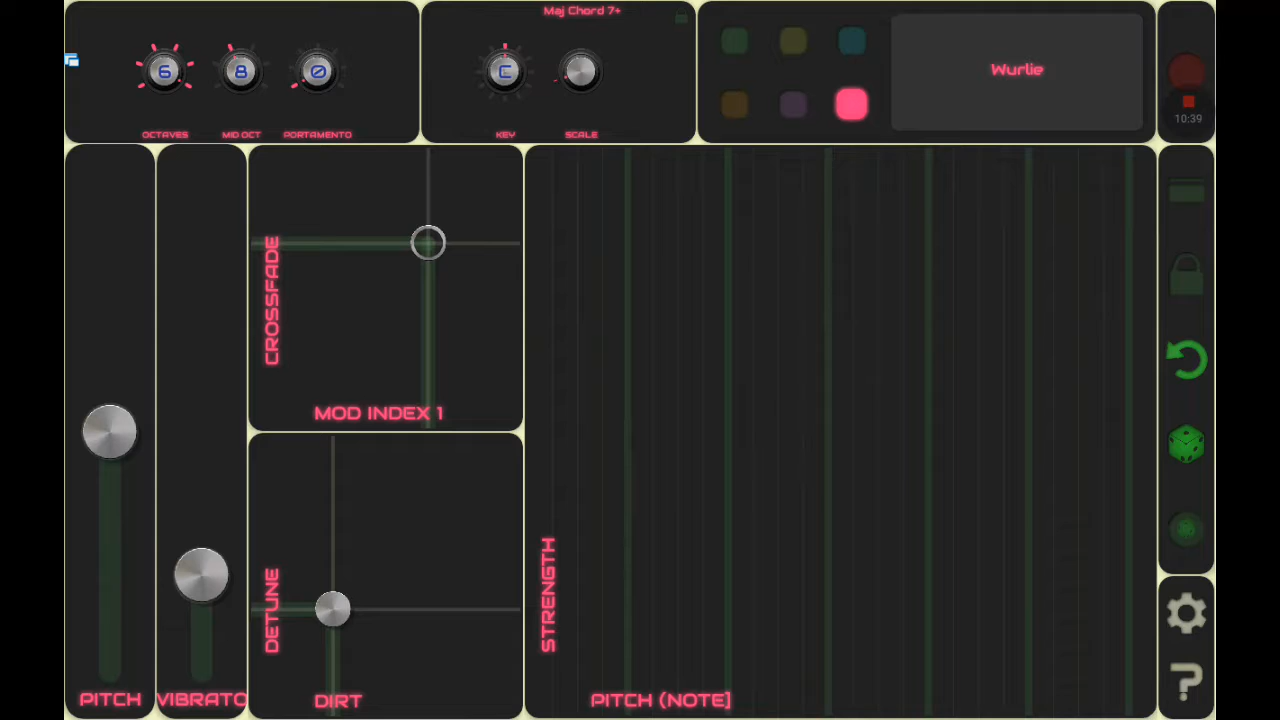 Maj Chord 7+
6
8
0
C
Wurlie
10:39
OCTAVES
MID OCT
PORTAMENTO
KEY
SCALE
CROSSFADE
MOD INDEX 1
DETUNE
STRENGTH
PITCH
VIBRATO
DIRT
PITCH (NOTE)
?